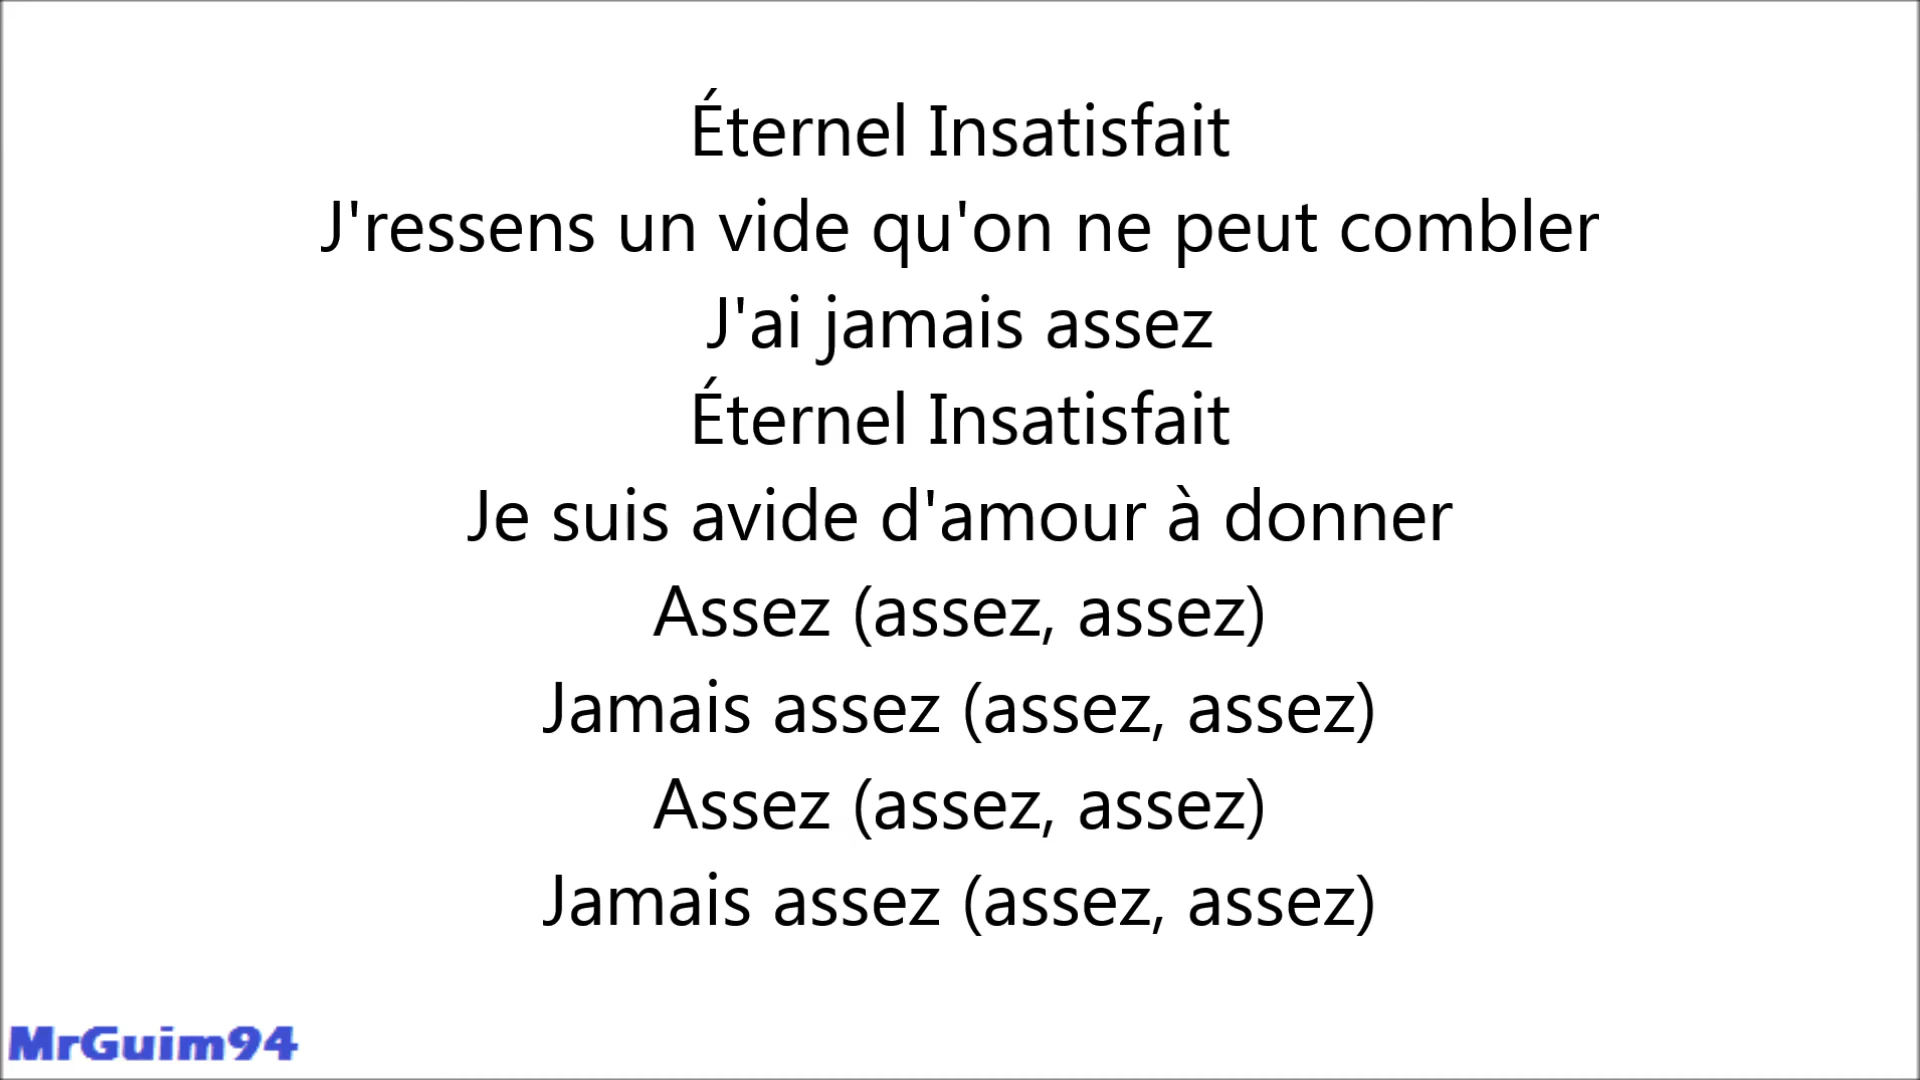 Éternel Insatisfait
J'ressens un vide qu'on ne peut combler
J'ai jamais assez
Éternel Insatisfait
Je suis avide d'amour à donner
Assez (assez, assez)
Jamais assez (assez, assez)
Assez (assez, assez)
Jamais assez (assez, assez)
MrGuim94